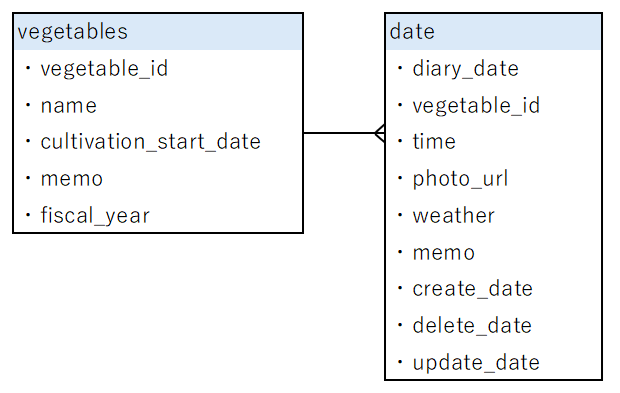 vegetables
・vegetable_id
・name
・cultivation_start_date
・memo
・fiscal_year
date
・diary_date
・vegetable_id
・time
・photo_url
・weather
・memo
・create_date
・delete_date
・update_date